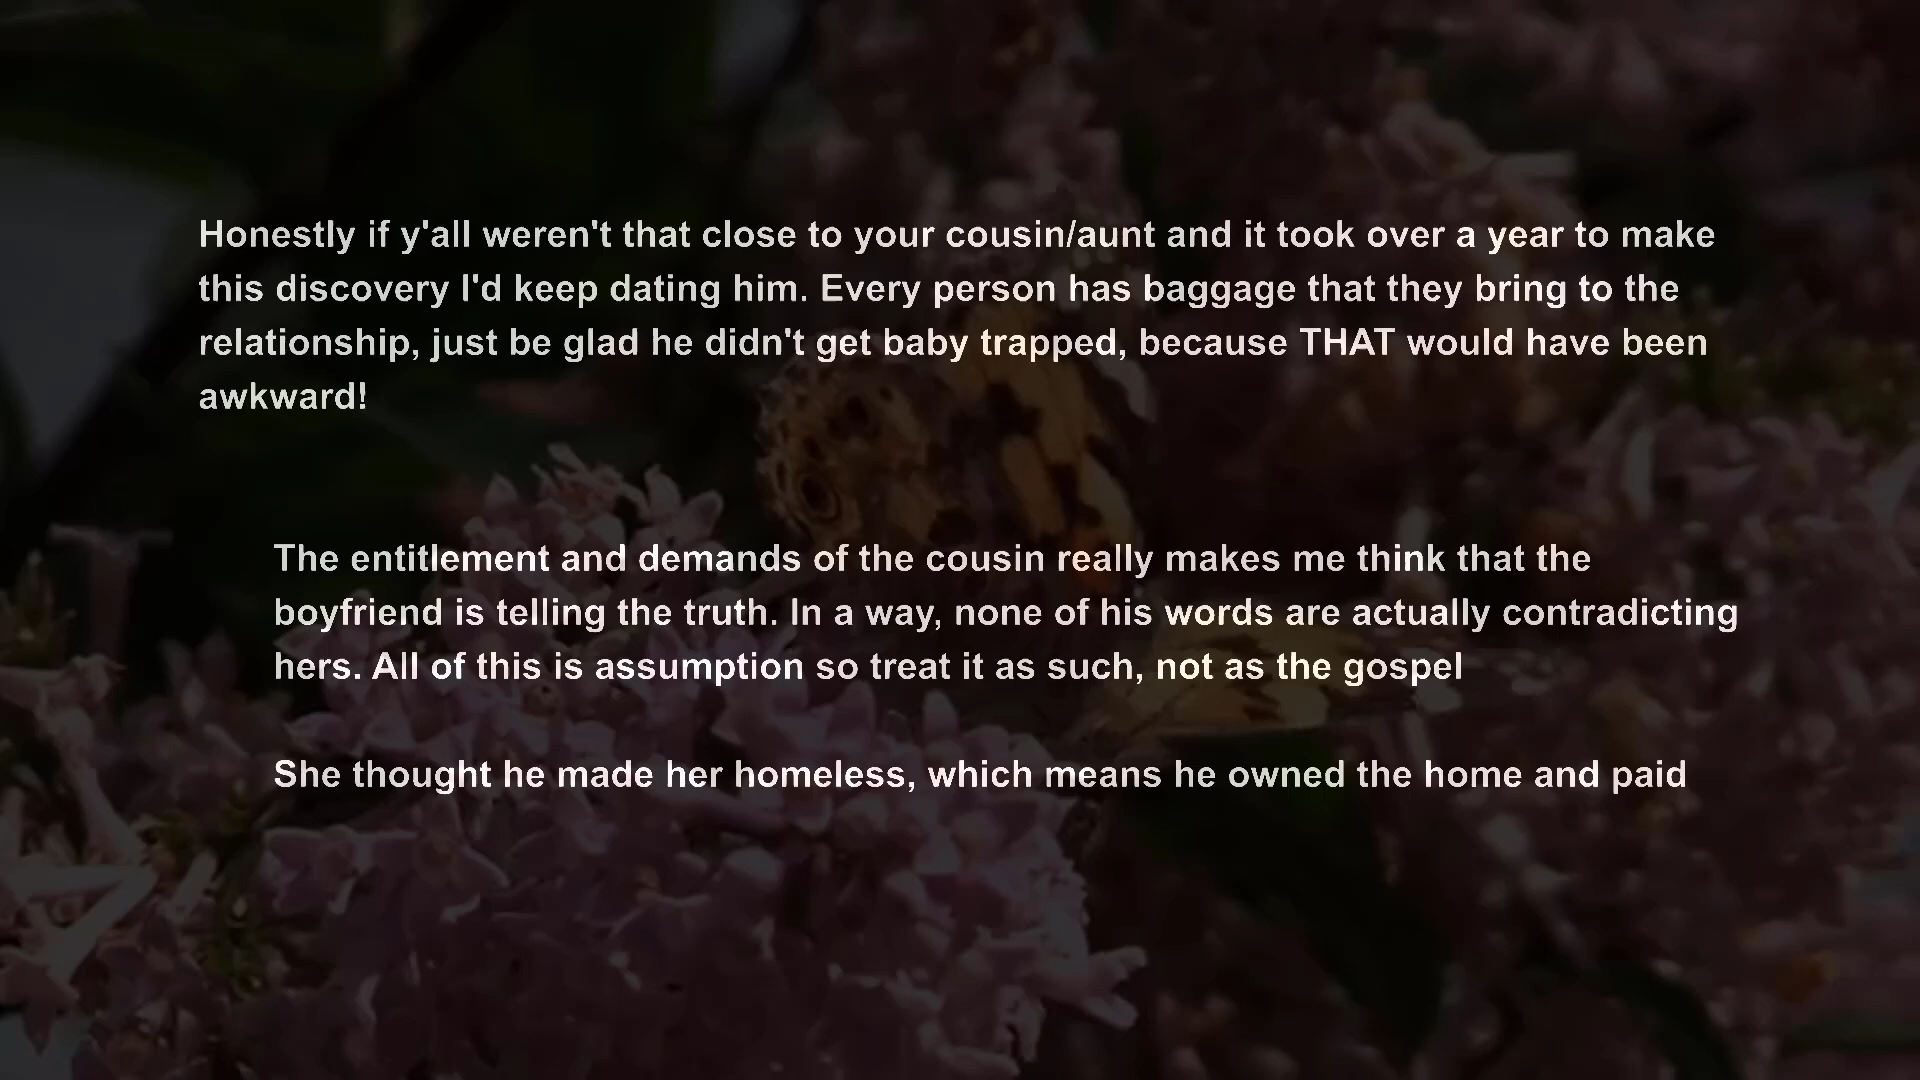 Honestly if y'all weren't that close to your cousin/aunt and it took over a year to make
this discovery I'd keep dating him. Every person has baggage that they bring to the
relationship, just be glad he didn't get baby trapped, because THAT would have been
awkward!
The entitlement and demands of the cousin really makes me think that the
boyfriend is telling the truth. In a way, none of his words are actually contradicting
hers. All of this is assumption so treat it as such, not as the gospel
She thought he made her homeless, which means he owned the home and paid